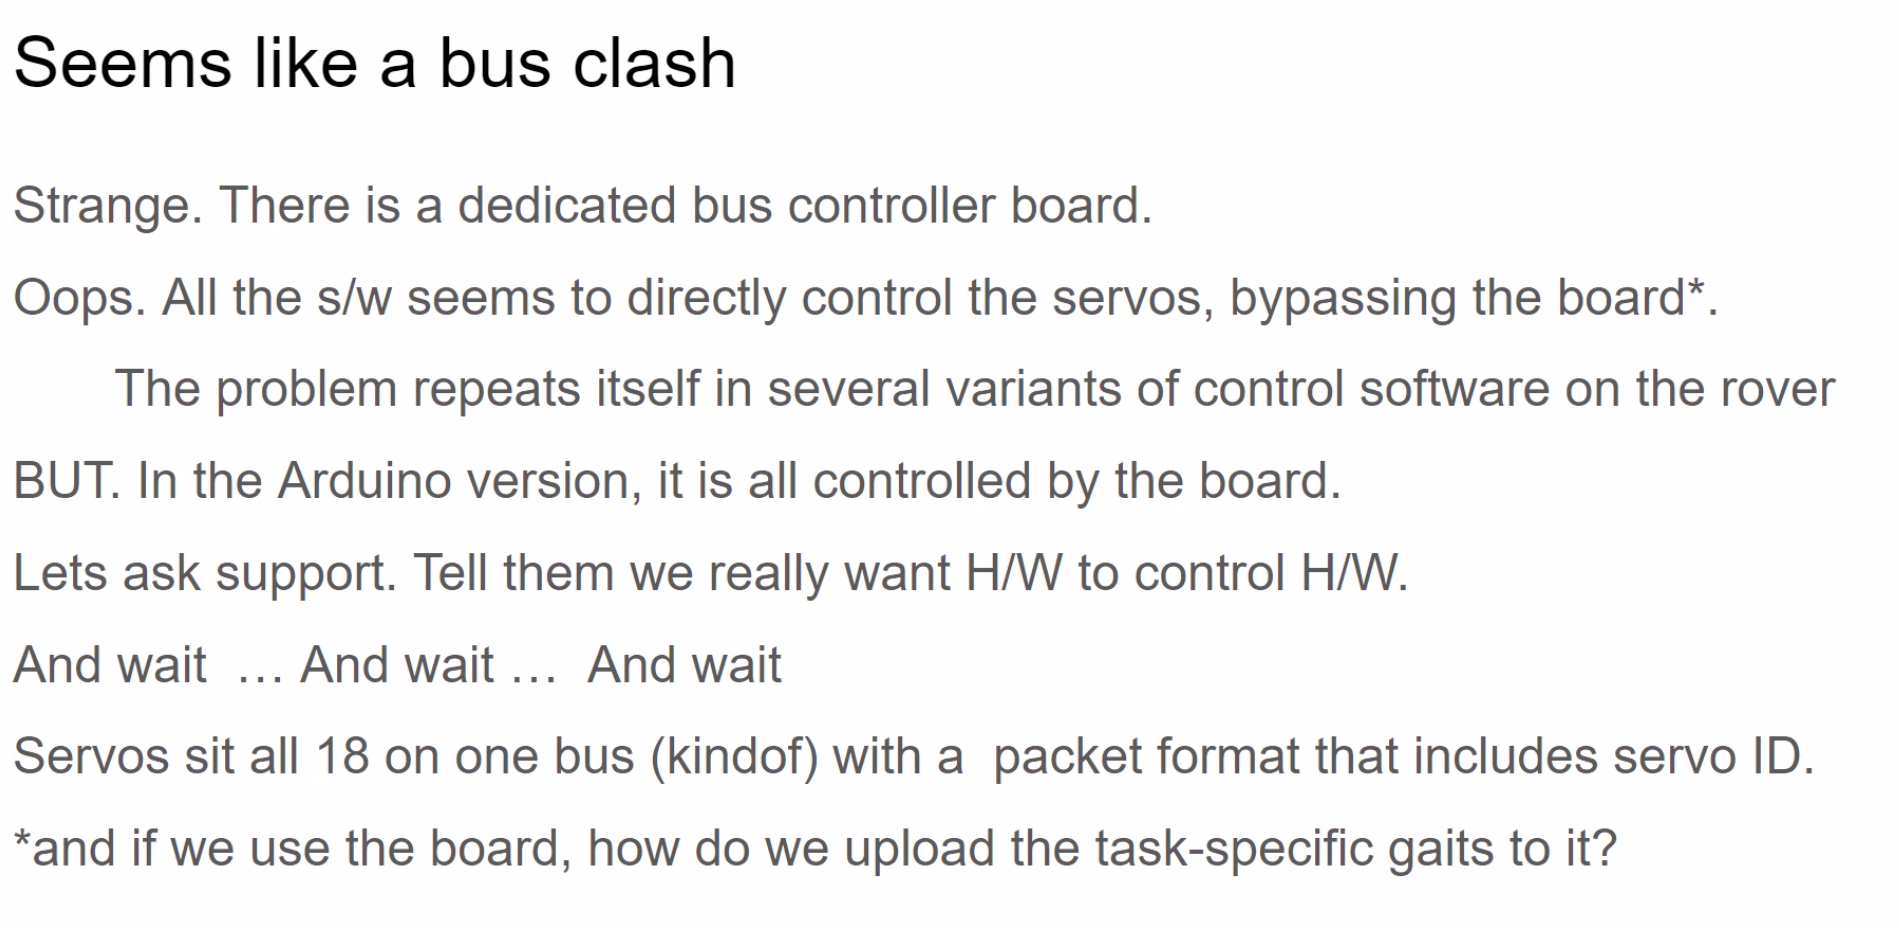 Seems like a bus clash
Strange. There is a dedicated bus controller board.
Oops. All the s/w seems to directly control the servos, bypassing the board*.
The problem repeats itself in several variants of control software on the rover
BUT. In the Arduino version, it is all controlled by the board.
Lets ask support. Tell them we really want H/W to control H/W.
And wait  … And wait …  And wait
Servos sit all 18 on one bus (kindof) with a  packet format that includes servo ID.
*and if we use the board, how do we upload the task-specific gaits to it?